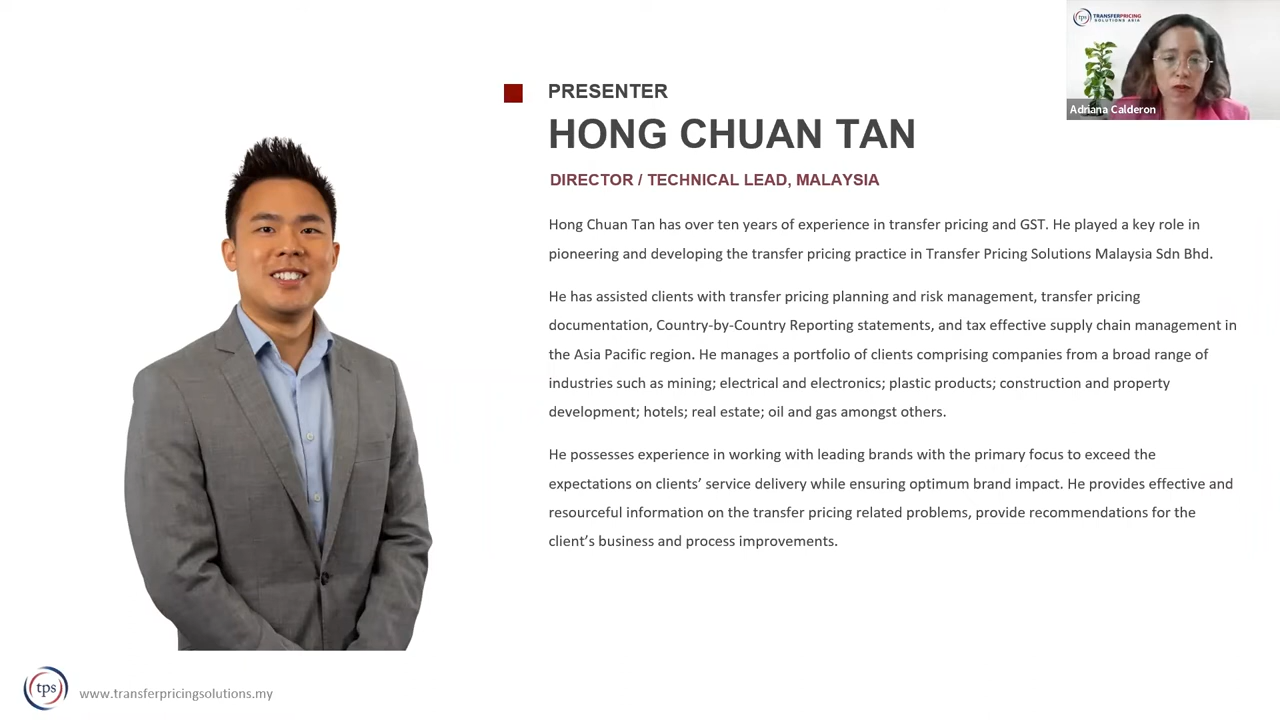 PRESENTER
HONG CHUAN TAN
DIRECTOR / TECHNICAL LEAD, MALAYSIA
Hong Chuan Tan has over ten years of experience in transfer pricing and GST. He played a key role in
pioneering and developing the transfer pricing practice in Transfer Pricing Solutions Malaysia Sdn Bhd.
He has assisted clients with transfer pricing planning and risk management, transfer pricing
documentation, Country-by-Country Reporting statements, and tax effective supply chain management in
the Asia Pacific region. He manages a portfolio of clients comprising companies from a broad range of
industries such as mining; electrical and electronics; plastic products; construction and property
development; hotels; real estate; oil and gas amongst others.
He possesses experience in working with leading brands with the primary focus to exceed the
expectations on clients’ service delivery while ensuring optimum brand impact. He provides effective and
resourceful information on the transfer pricing related problems, provide recommendations for the
client’s business and process improvements.
tps
TRANSFERPRICING
SOLUTIONS ASIA
Adriana Calderon
tps
www.transferpricingsolutions.my